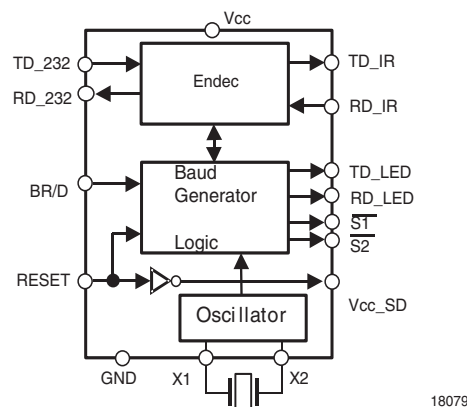 Vcc
TD_232
Endec
TD_IR
RD_232
RD_IR
BR/D
Baud
Generator
Logic
TD_LED
RD_LED
S1
S2
RESET
Vcc_SD
Oscillator
GND
X1
X2
18079